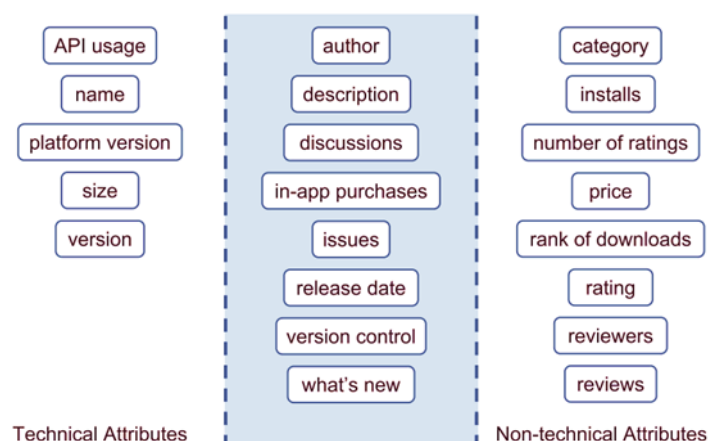 API usage
author
category
name
description
installs
platform version
discussions
number of ratings
size
in-app purchases
price
version
issues
rank of downloads
release date
rating
version control
reviewers
what's new
reviews
Technical Attributes
Non-technical Attributes